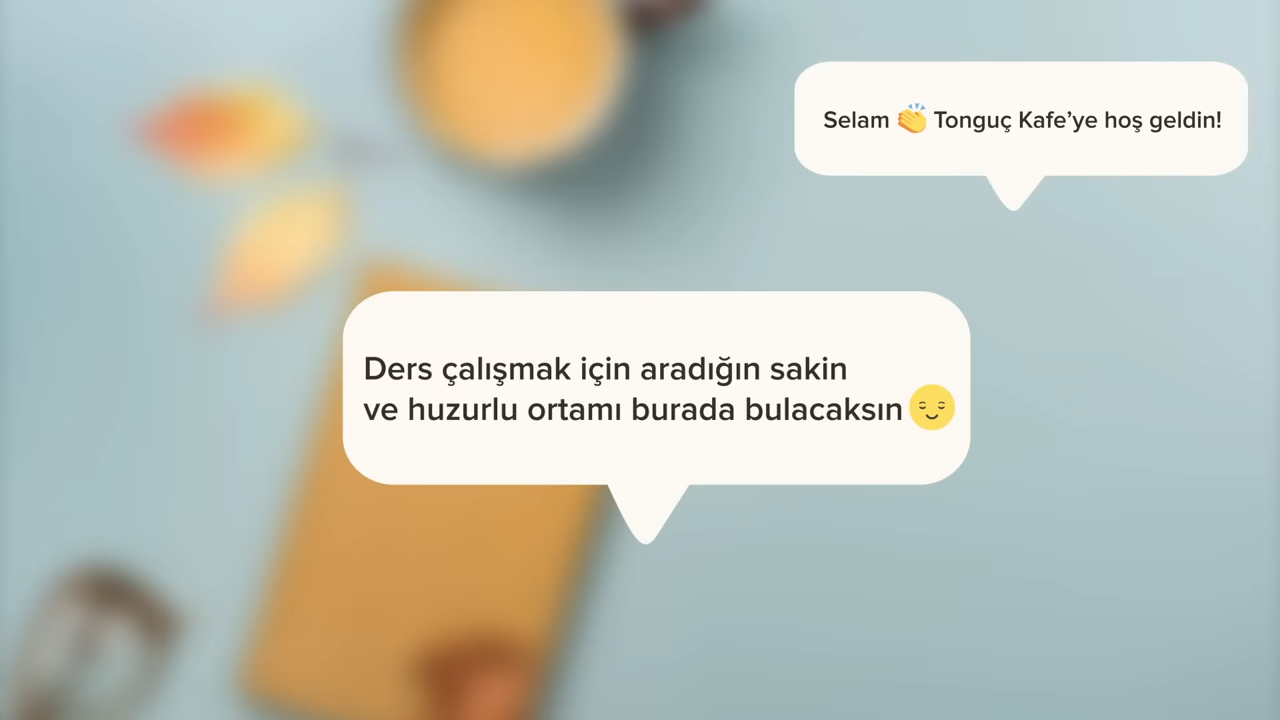 Selam 👏 Tonguç Kafe’ye hoş geldin!
Ders çalışmak için aradığın sakin
ve huzurlu ortamı burada bulacaksın 😌